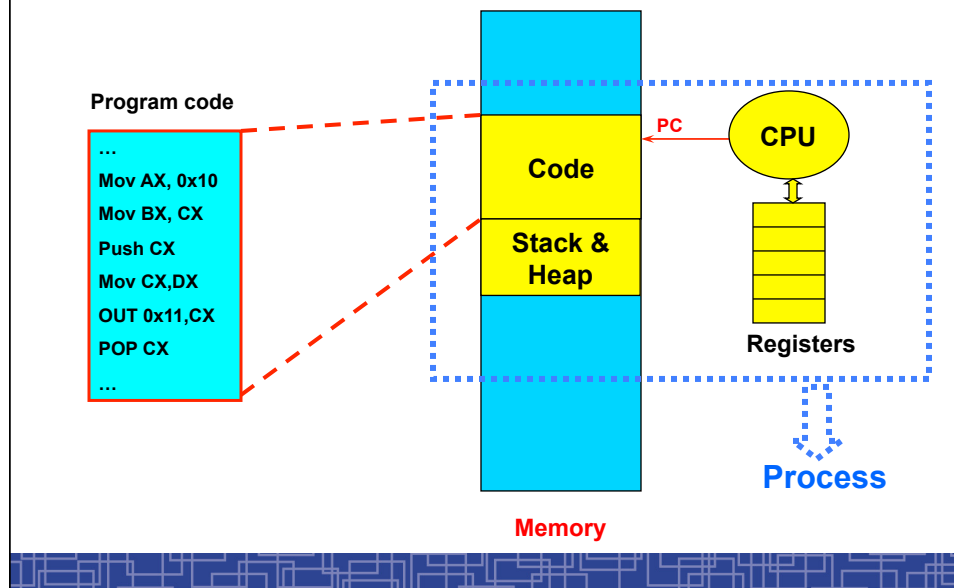 Program code
…
Mov AX, 0x10
Mov BX, CX
Push CX
Mov CX,DX
OUT 0x11,CX
POP CX
…
Code
Stack &
Heap
Memory
PC
CPU
Registers
Process